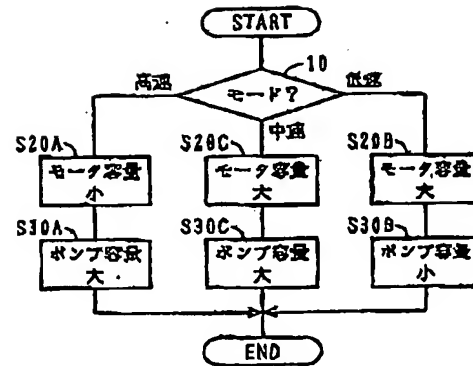 START
10
モード?
高速
低速
中速
S20A
S20C
S20B
モータ容量
小
モータ容量
大
モータ容量
大
S30A
S30C
S30B
ポンプ容量
大
ポンプ容量
大
ポンプ容量
小
END